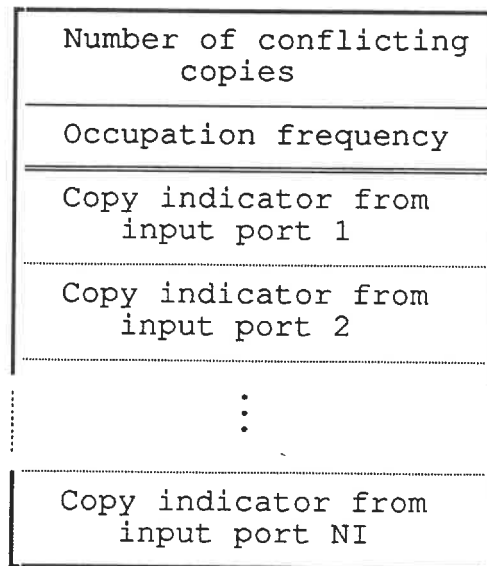 Number of conflicting
copies
Occupation frequency
Copy indicator from
input port 1
Copy indicator from
input port 2
⋮
Copy indicator from
input port NI